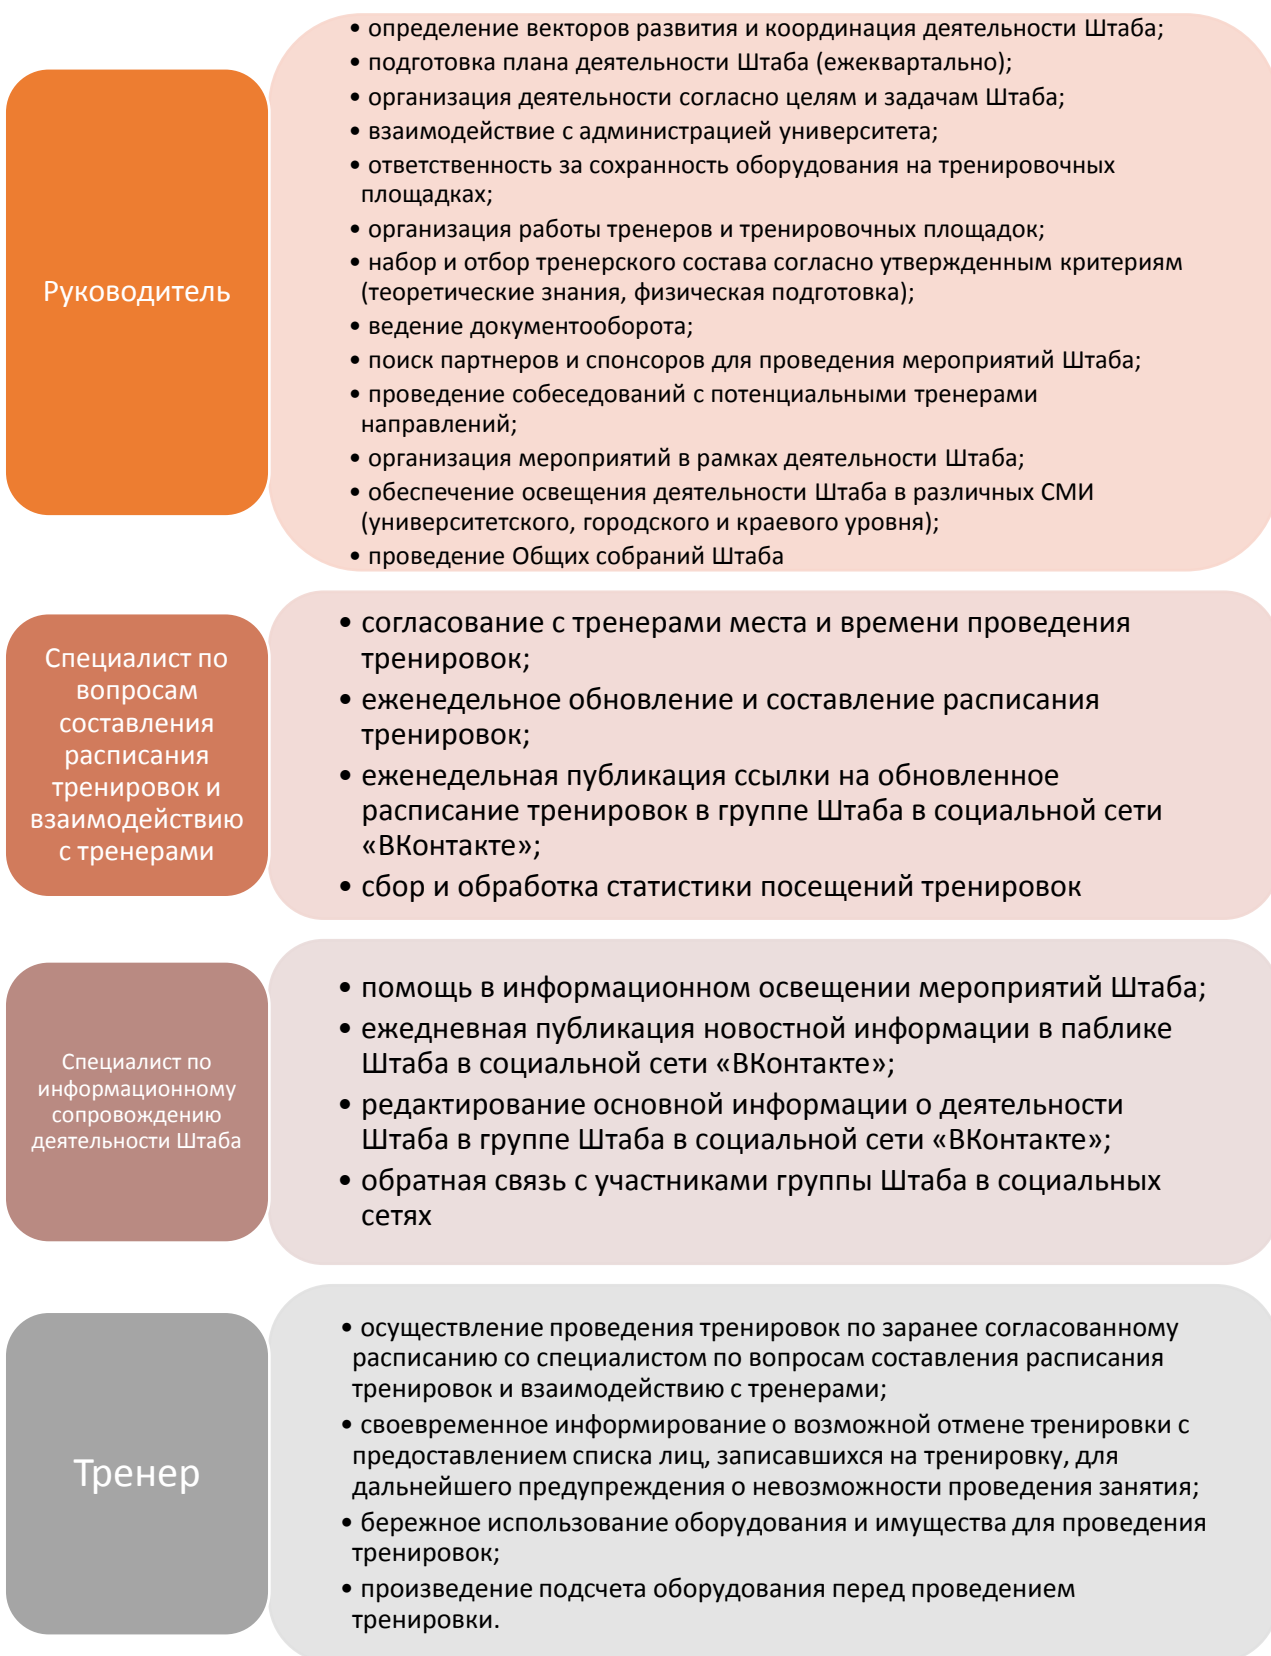 Руководитель
• определение векторов развития и координация деятельности Штаба;
• подготовка плана деятельности Штаба (ежеквартально);
• организация деятельности согласно целям и задачам Штаба;
• взаимодействие с администрацией университета;
• ответственность за сохранность оборудования на тренировочных
площадках;
• организация работы тренеров и тренировочных площадок;
• набор и отбор тренерского состава согласно утвержденным критериям
(теоретические знания, физическая подготовка);
• ведение документооборота;
• поиск партнеров и спонсоров для проведения мероприятий Штаба;
• проведение собеседований с потенциальными тренерами
направлений;
• организация мероприятий в рамках деятельности Штаба;
• обеспечение освещения деятельности Штаба в различных СМИ
(университетского, городского и краевого уровня);
• проведение Общих собраний Штаба
Специалист по
вопросам
составления
расписания
тренировок и
взаимодействию
с тренерами
• согласование с тренерами места и времени проведения
тренировок;
• еженедельное обновление и составление расписания
тренировок;
• еженедельная публикация ссылки на обновленное
расписание тренировок в группе Штаба в социальной сети
«ВКонтакте»;
• сбор и обработка статистики посещений тренировок
Специалист по
информационному
сопровождению
деятельности Штаба
• помощь в информационном освещении мероприятий Штаба;
• ежедневная публикация новостной информации в паблике
Штаба в социальной сети «ВКонтакте»;
• редактирование основной информации о деятельности
Штаба в группе Штаба в социальной сети «ВКонтакте»;
• обратная связь с участниками группы Штаба в социальных
сетях
Тренер
• осуществление проведения тренировок по заранее согласованному
расписанию со специалистом по вопросам составления расписания
тренировок и взаимодействию с тренерами;
• своевременное информирование о возможной отмене тренировки с
предоставлением списка лиц, записавшихся на тренировку, для
дальнейшего предупреждения о невозможности проведения занятия;
• бережное использование оборудования и имущества для проведения
тренировок;
• произведение подсчета оборудования перед проведением
тренировки.